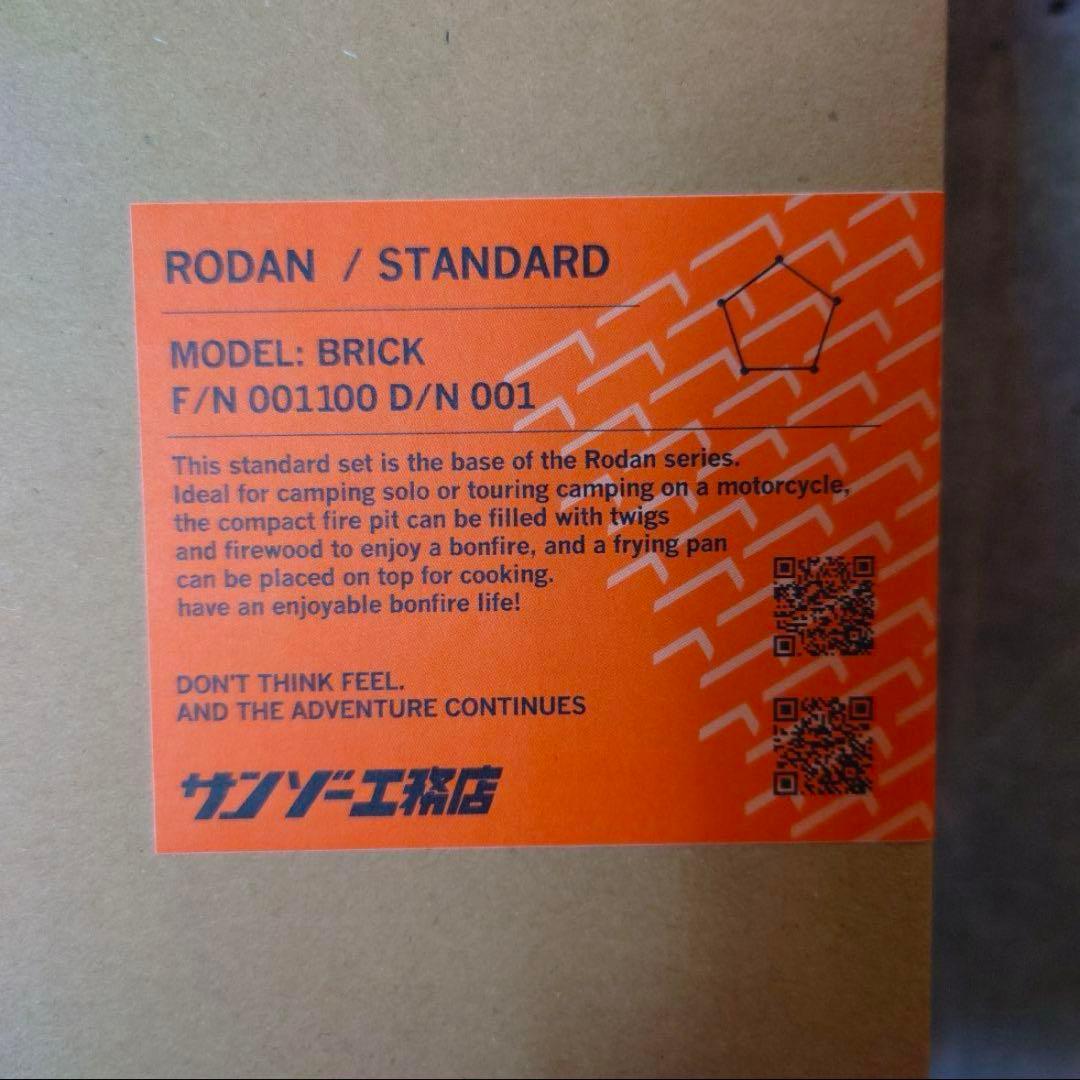 RODAN / STANDARD
MODEL: BRICK
F/N 001100 D/N 001
This standard set is the base of the Rodan series.
Ideal for camping solo or touring camping on a motorcycle,
the compact fire pit can be filled with twigs
and firewood to enjoy a bonfire, and a frying pan
can be placed on top for cooking.
have an enjoyable bonfire life!
DON'T THINK FEEL.
AND THE ADVENTURE CONTINUES
サンゾー工務店